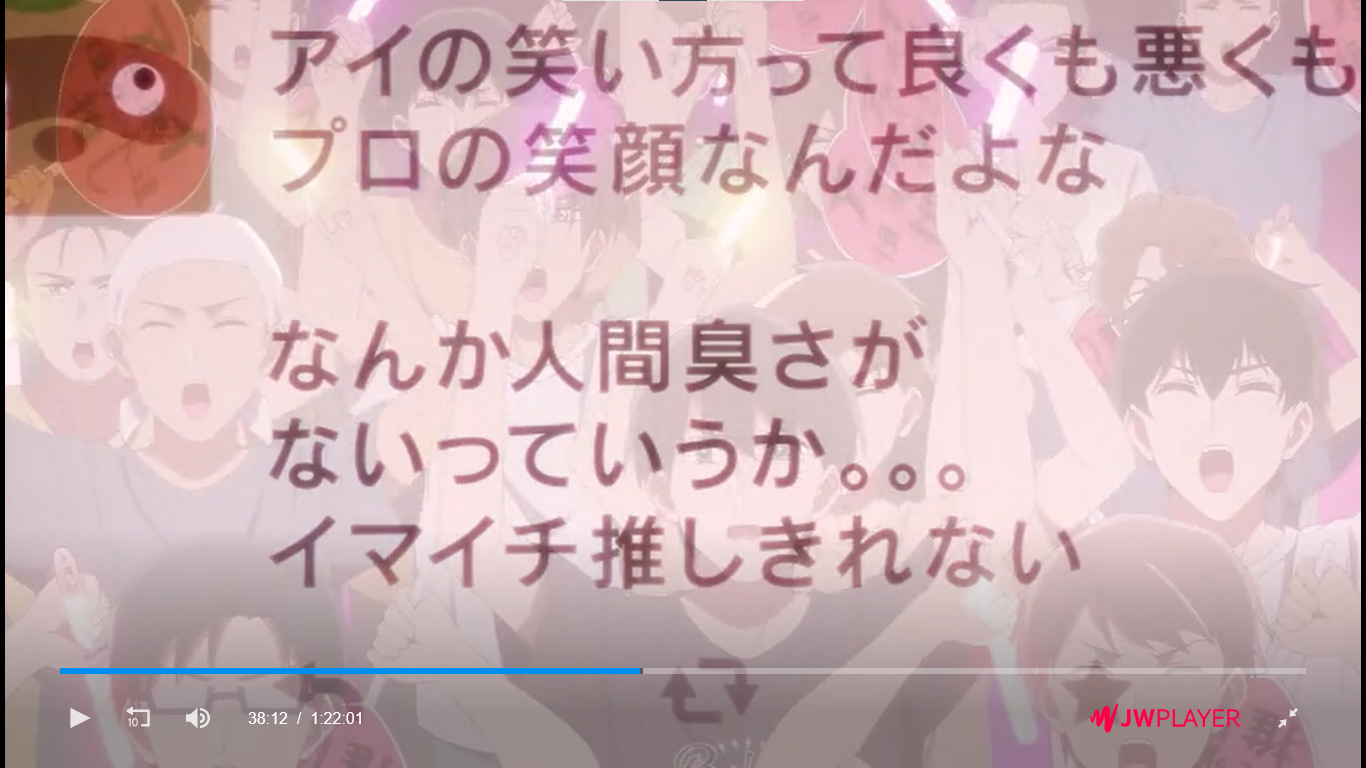 アイの笑い方って良くも悪くも
プロの笑顔なんだよな
なんか人間臭さが
ないっていうか。。。
イマイチ推しきれない
10
38:12 / 1:22:01
JWPLAYER